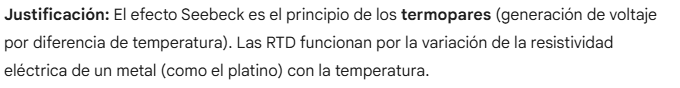 Justificación: El efecto Seebeck es el principio de los termopares (generación de voltaje
por diferencia de temperatura). Las RTD funcionan por la variación de la resistividad
eléctrica de un metal (como el platino) con la temperatura.